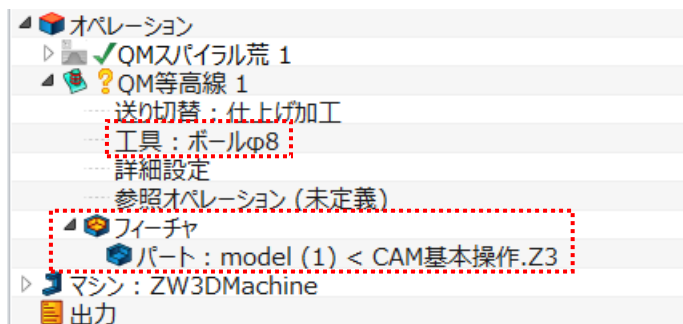 オペレーション
QMスパイラル荒 1
QM等高線 1
送り切替：仕上げ加工
工具：ボールφ8
詳細設定
参照オペレーション (未定義)
フィーチャ
パート：model (1) < CAM基本操作.Z3
マシン：ZW3DMachine
出力